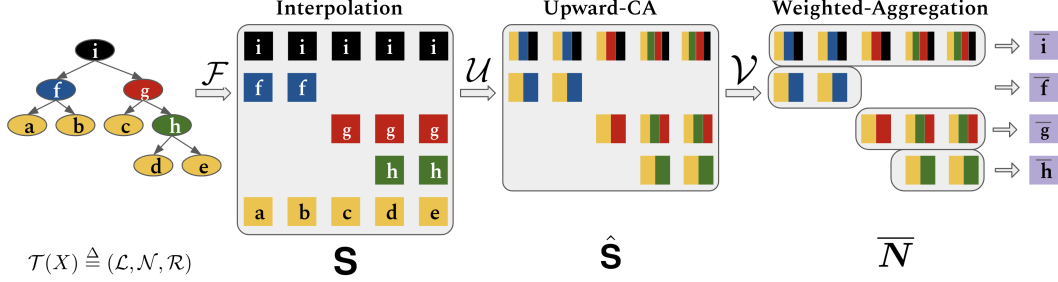 Interpolation Upward-CA Weighted-Aggregation
i
f g
a b c h
d e
F U V
i i i i i
f f
g g g
h h
a b c d e
i̅
f̅
g̅
h̅
T(X) ≜ (L, N, R)
S Ŝ N̅